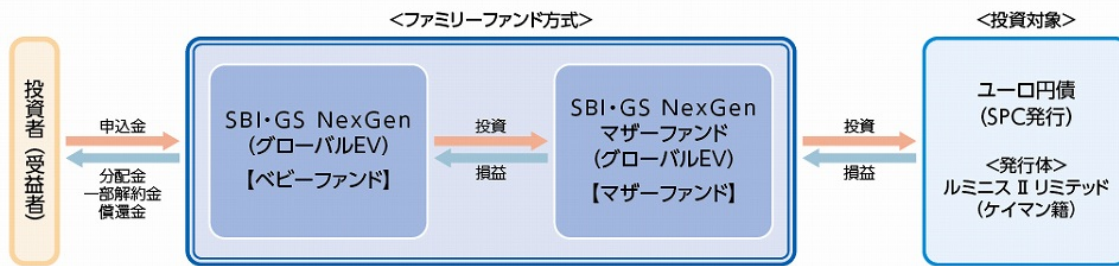 <ファミリーファンド方式>
<投資対象>
投資者（受益者）
申込金
分配金
一部解約金
償還金
SBI・GS NexGen
（グローバルEV）
【ベビーファンド】
投資
損益
SBI・GS NexGen
マザーファンド
（グローバルEV）
【マザーファンド】
投資
損益
ユーロ円債
（SPC発行）
<発行体>
ルミニス II リミテッド
（ケイマン籍）